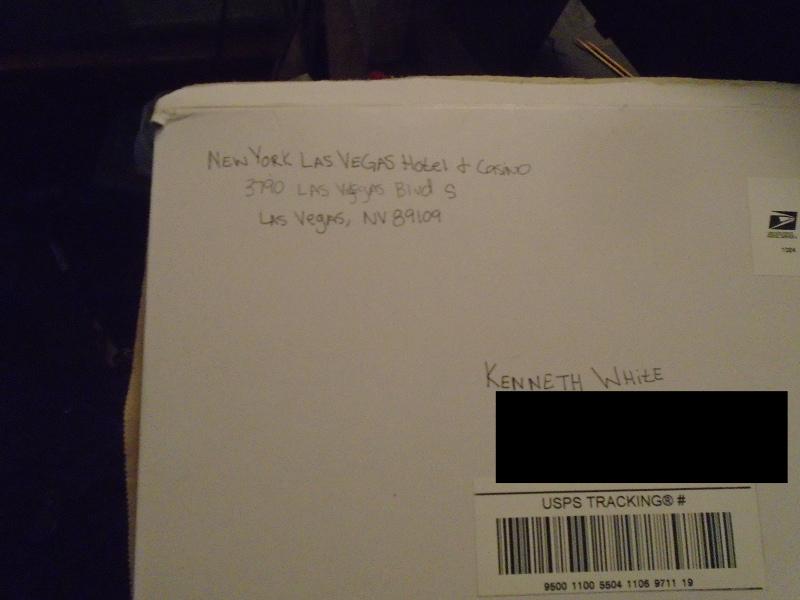 New York Las Vegas Hotel & Casino
3790 Las Vegas Blvd S
Las Vegas, NV 89109
1024
Kenneth White
USPS TRACKING® #
9500 1100 5504 1106 9711 19